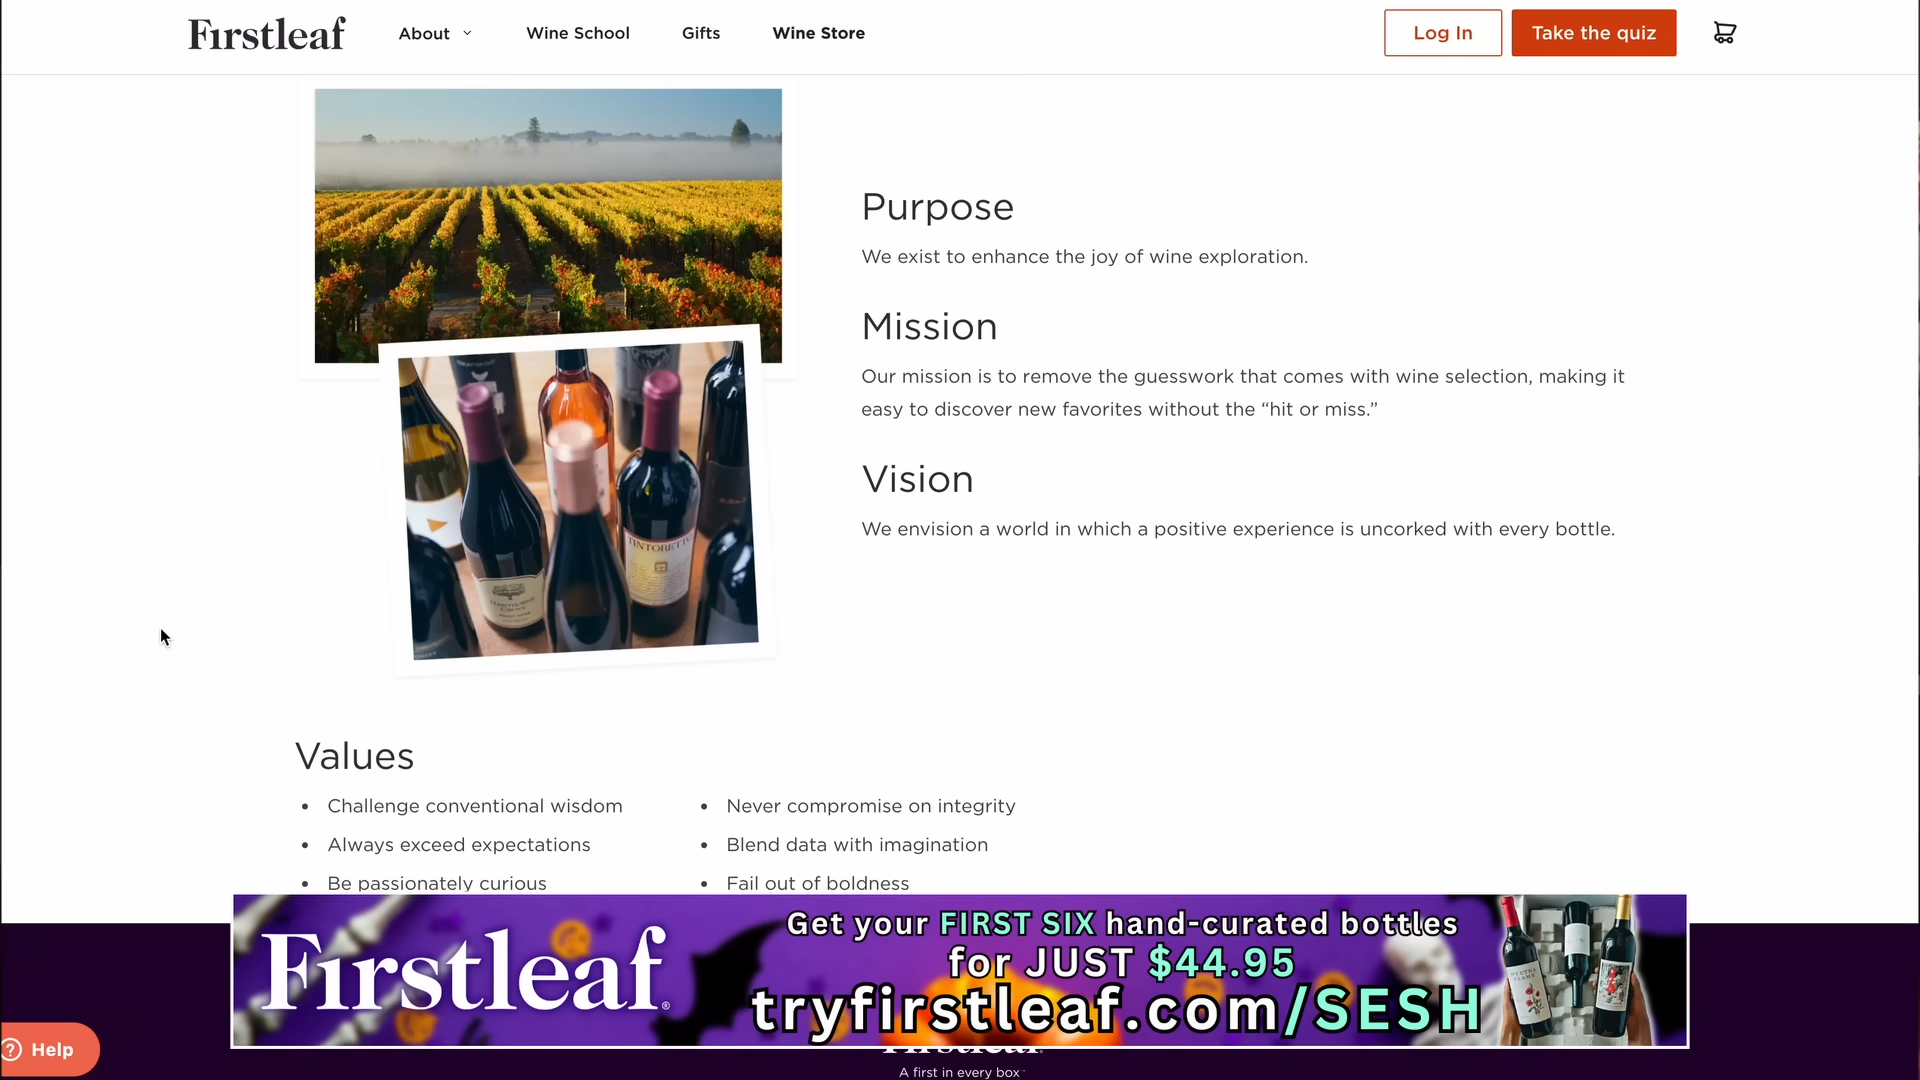 Firstleaf
About
Wine School
Gifts
Wine Store
Log In
Take the quiz
Purpose
We exist to enhance the joy of wine exploration.
Mission
Our mission is to remove the guesswork that comes with wine selection, making it
easy to discover new favorites without the “hit or miss.”
Vision
We envision a world in which a positive experience is uncorked with every bottle.
TINTORETTO
HAWTHORNE
GROVE
Values
• Challenge conventional wisdom
• Always exceed expectations
• Be passionately curious
• Never compromise on integrity
• Blend data with imagination
• Fail out of boldness
Firstleaf®
Get your FIRST SIX hand-curated bottles
for JUST $44.95
tryfirstleaf.com/SESH
? Help
Firstleaf
A first in every box™